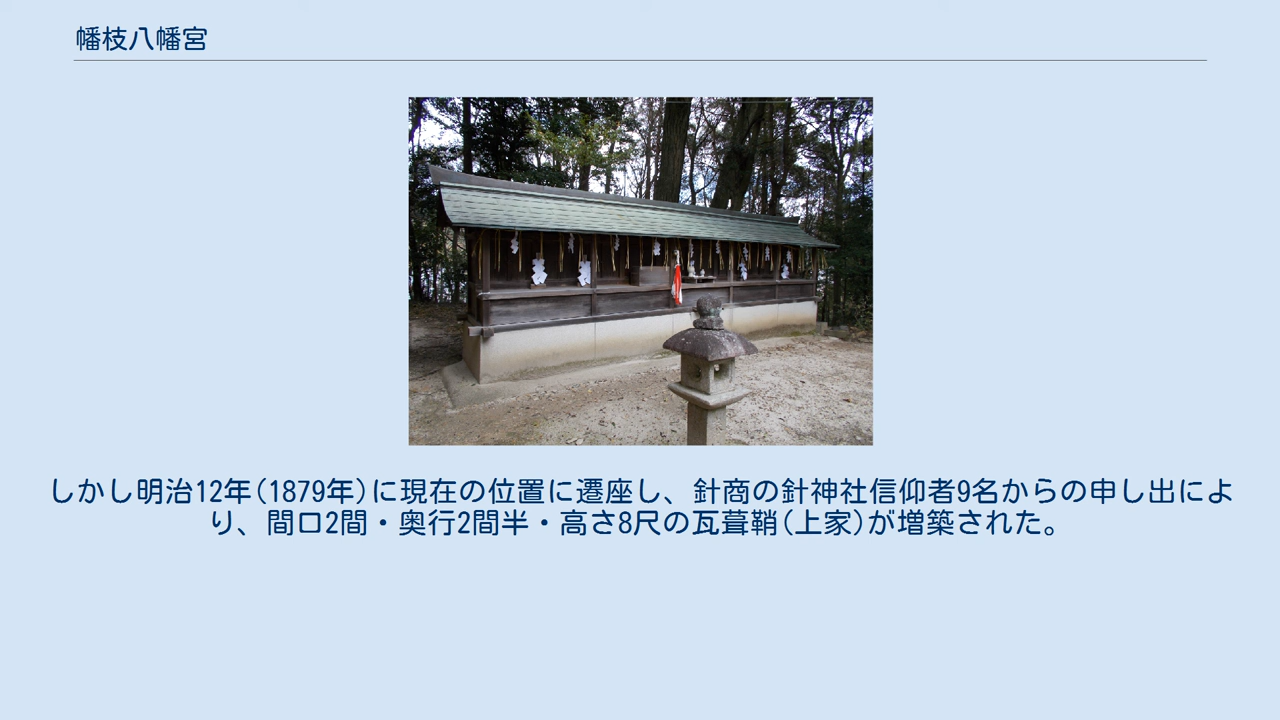 幡枝八幡宮
しかし明治12年(1879年)に現在の位置に遷座し、針商の針神社信仰者9名からの申し出によ
り、間口2間・奥行2間半・高さ8尺の瓦葺鞘(上家)が増築された。